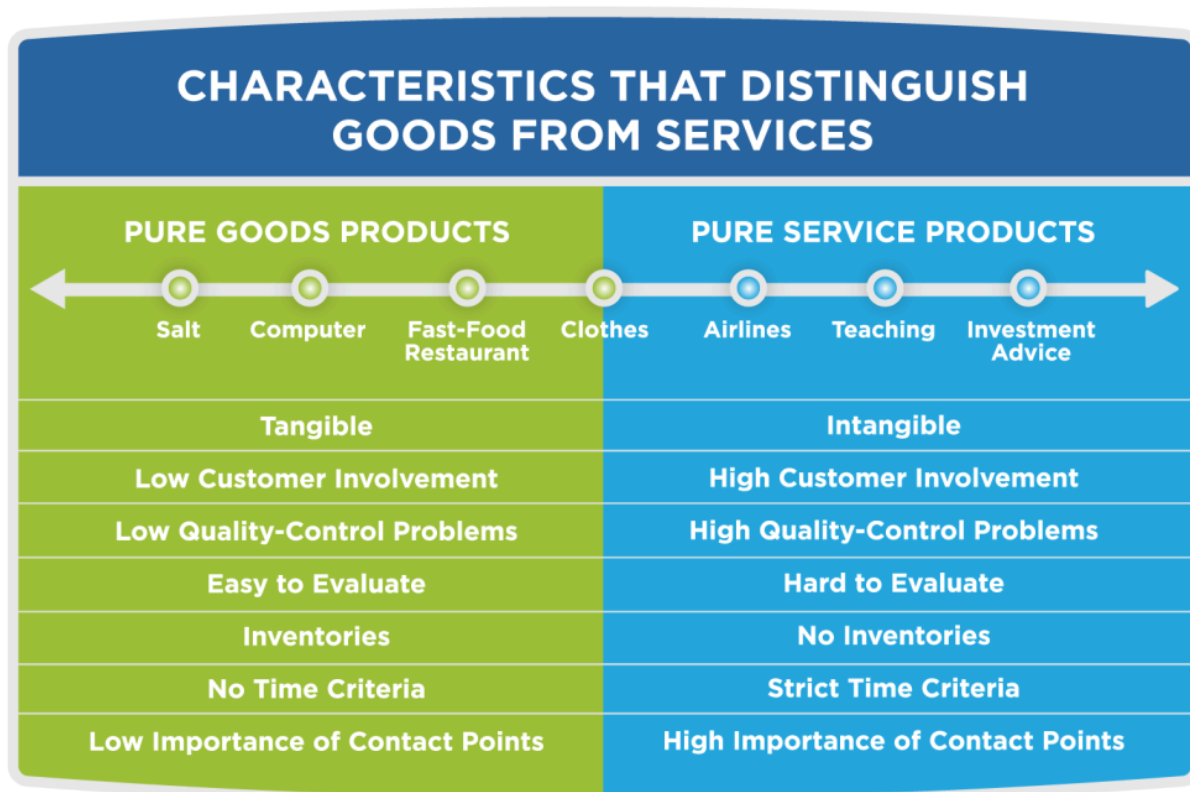 CHARACTERISTICS THAT DISTINGUISH
GOODS FROM SERVICES
PURE GOODS PRODUCTS
PURE SERVICE PRODUCTS
Salt
Computer
Fast-Food
Restaurant
Clothes
Airlines
Teaching
Investment
Advice
Tangible
Intangible
Low Customer Involvement
High Customer Involvement
Low Quality-Control Problems
High Quality-Control Problems
Easy to Evaluate
Hard to Evaluate
Inventories
No Inventories
No Time Criteria
Strict Time Criteria
Low Importance of Contact Points
High Importance of Contact Points